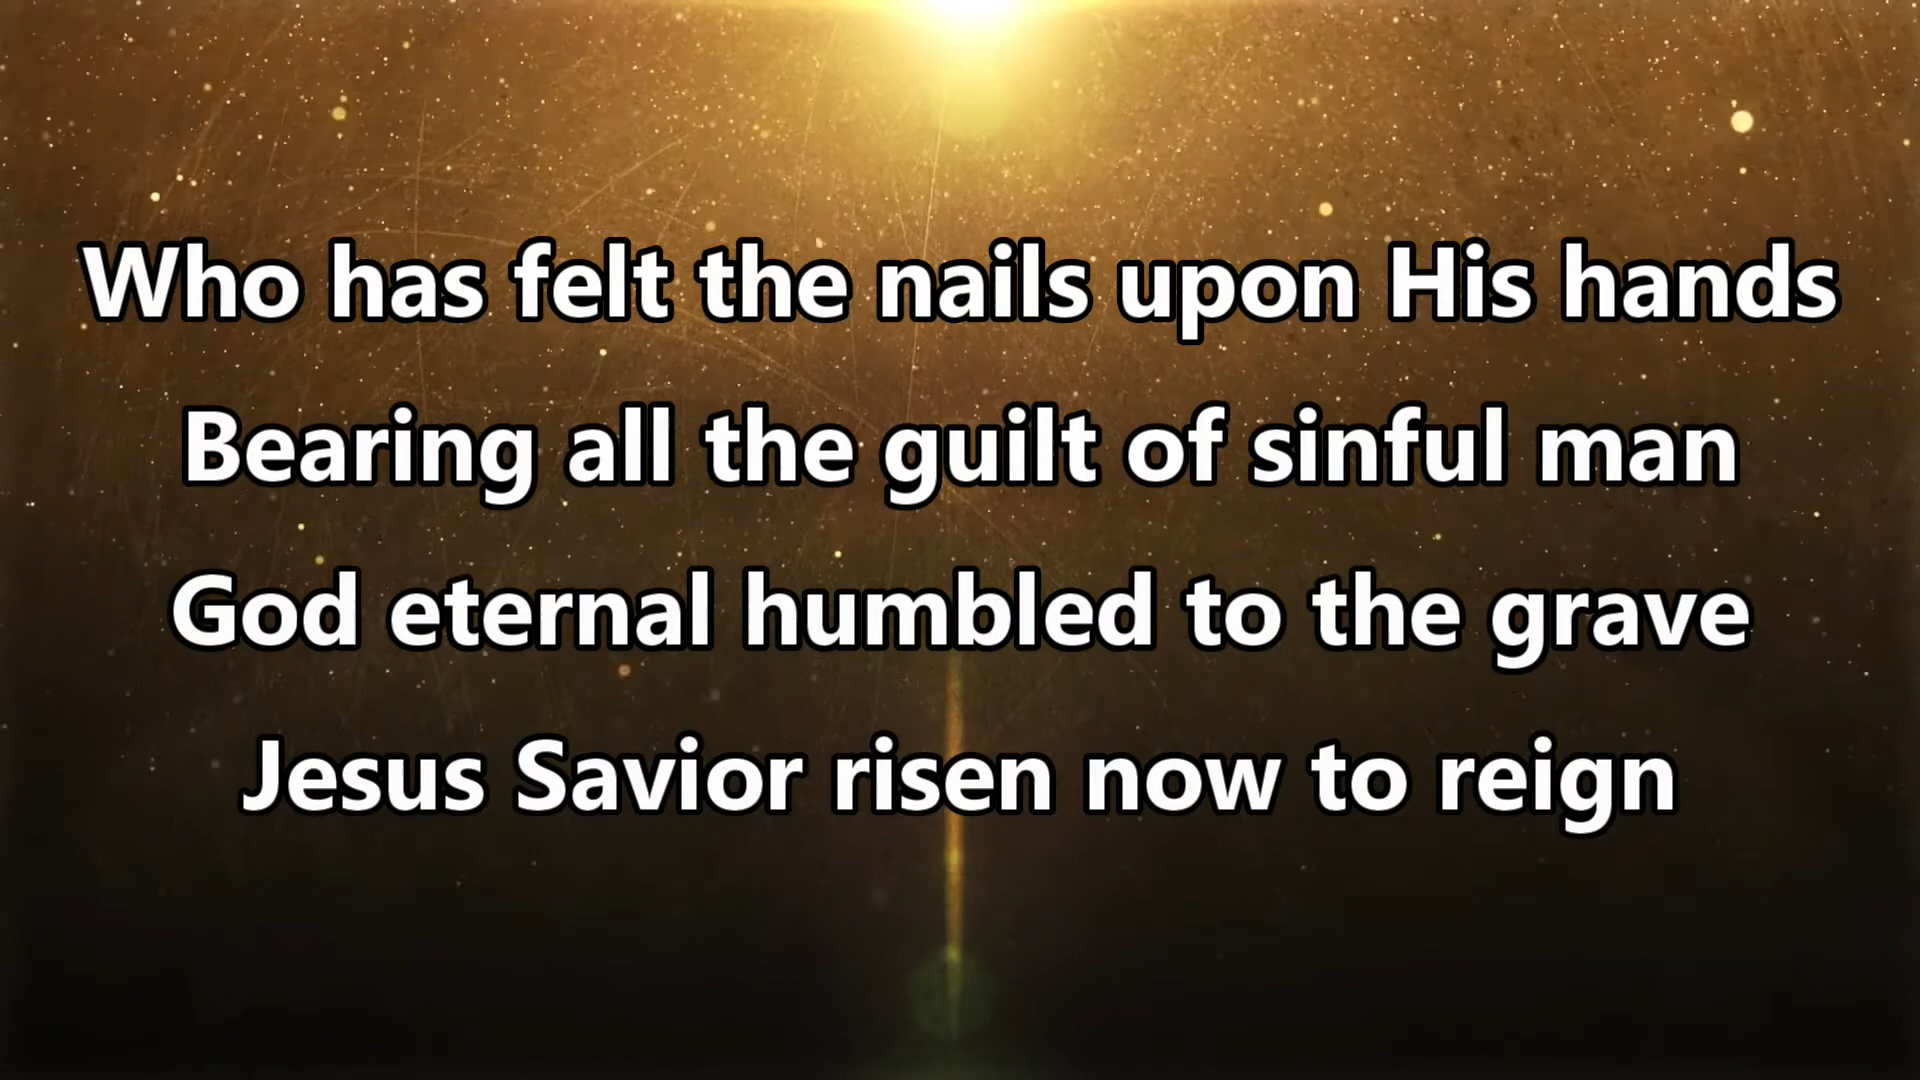 Who has felt the nails upon His hands
Bearing all the guilt of sinful man
God eternal humbled to the grave
Jesus Savior risen now to reign